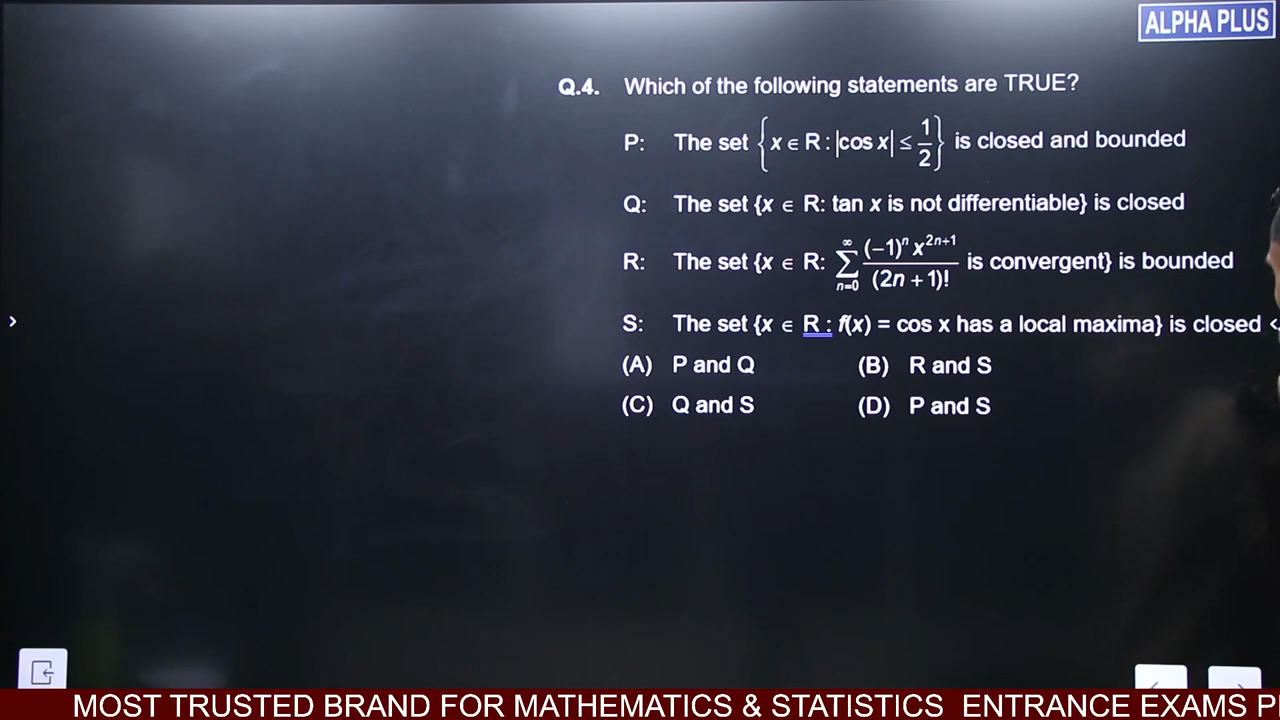 ALPHA PLUS
Q.4. Which of the following statements are TRUE?
P: The set {x ∈ R : |cos x| ≤ 1/2} is closed and bounded
Q: The set {x ∈ R: tan x is not differentiable} is closed
R: The set {x ∈ R: ∑_{n=0}^{∞} (-1)^n x^{2n+1} / (2n + 1)! is convergent} is bounded
S: The set {x ∈ R : f(x) = cos x has a local maxima} is closed
(A) P and Q (B) R and S
(C) Q and S (D) P and S
MOST TRUSTED BRAND FOR MATHEMATICS & STATISTICS ENTRANCE EXAMS P